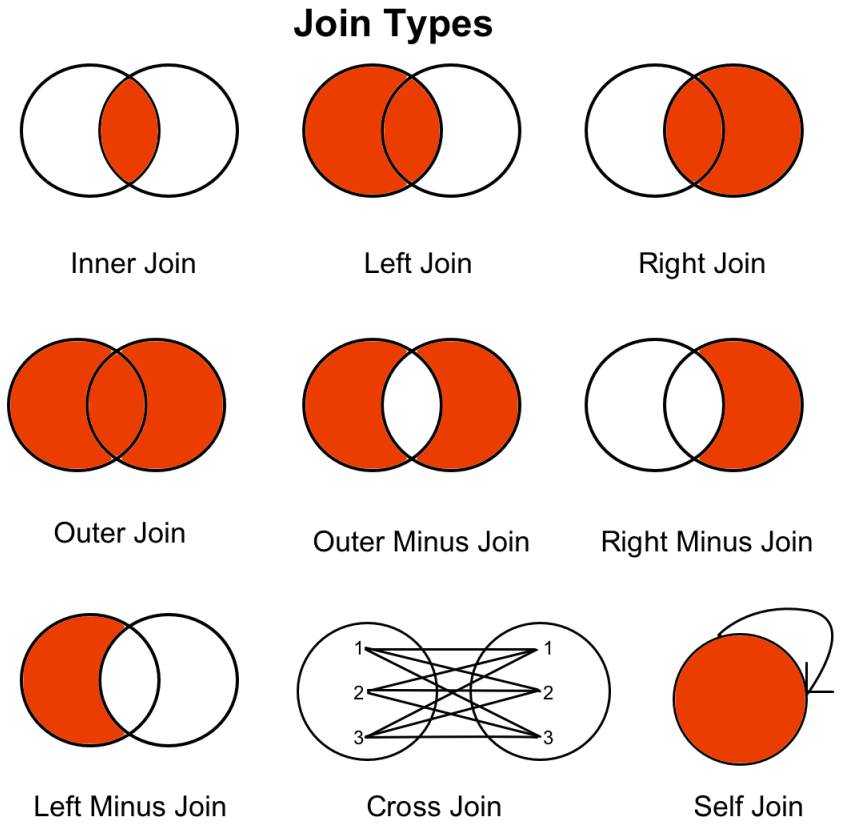 Join Types
Inner Join
Left Join
Right Join
Outer Join
Outer Minus Join
Right Minus Join
1 1
2 2
3 3
Left Minus Join
Cross Join
Self Join